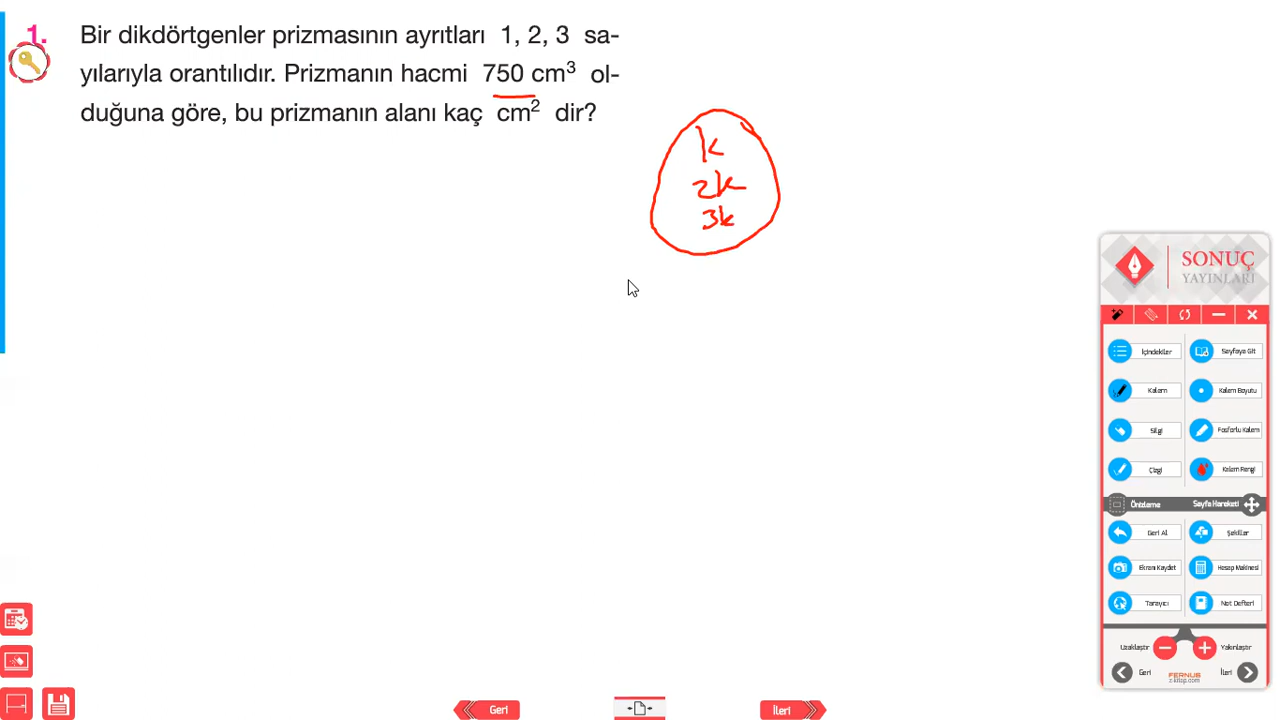 1. Bir dikdörtgenler prizmasının ayrıtları 1, 2, 3 sa-
yılarıyla orantılıdır. Prizmanın hacmi 750 cm³ ol-
duğuna göre, bu prizmanın alanı kaç cm² dir?
k
2k
3k
SONUÇ
YAYINLARI
İçindekiler
Sayfaya Git
Kalem
Kalem Boyutu
Silgi
Fosforlu Kalem
Çizgi
Kalem Rengi
Önizleme
Sayfa Hareketi
Geri Al
Şekiller
Ekranı Kaydet
Hesap Makinesi
Tarayıcı
Not Defteri
Uzaklaştır
Yakınlaştır
Geri
FERNUS
z-kitap.com
İleri
Geri
İleri